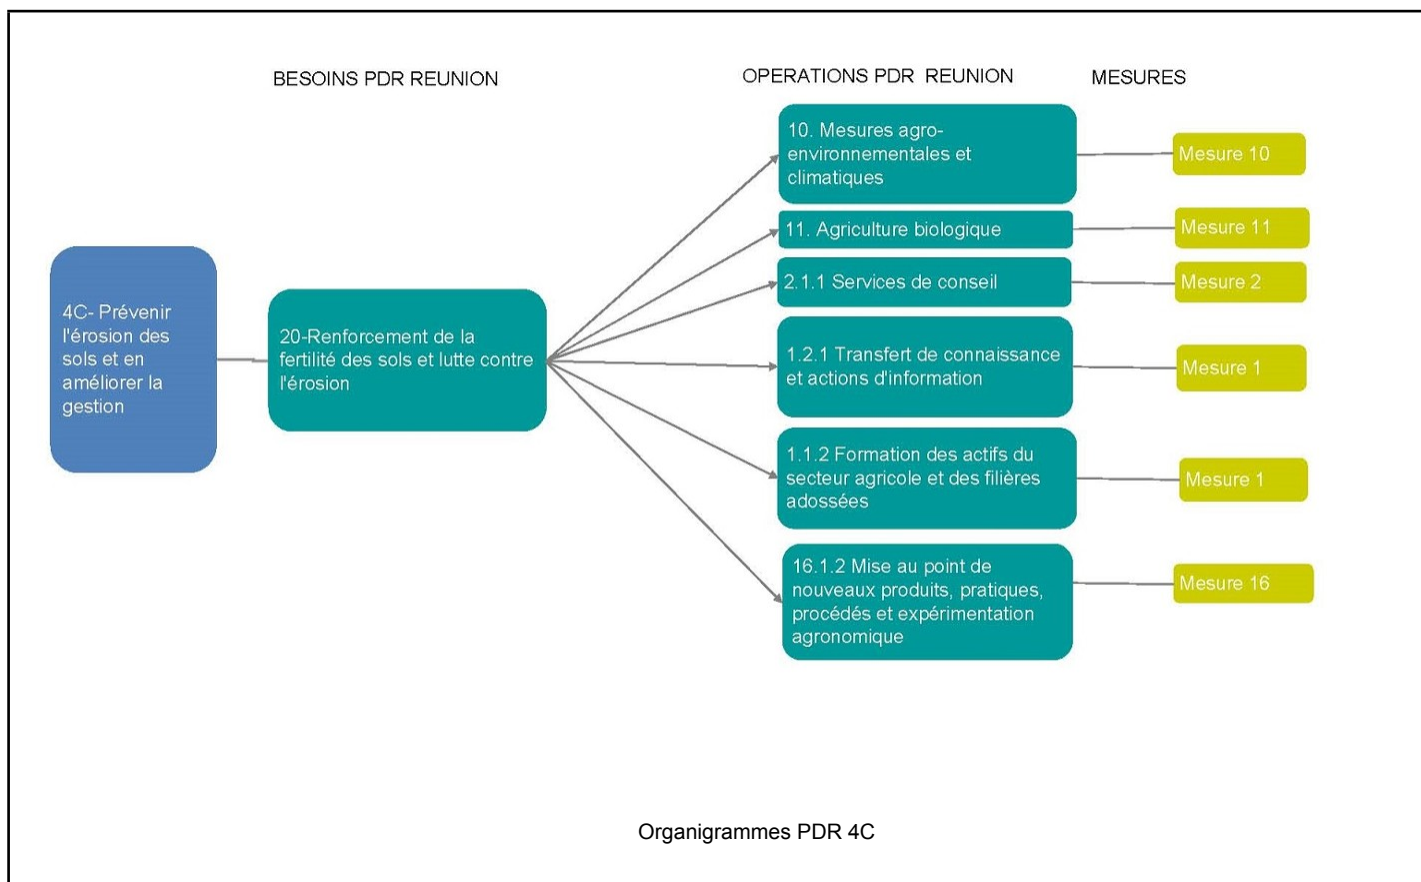 BESOINS PDR REUNION
OPERATIONS PDR REUNION
MESURES
4C- Prévenir
l'érosion des
sols et en
améliorer la
gestion
20-Renforcement de la
fertilité des sols et lutte contre
l'érosion
10. Mesures agro-
environnementales et
climatiques
Mesure 10
11. Agriculture biologique
Mesure 11
2.1.1 Services de conseil
Mesure 2
1.2.1 Transfert de connaissance
et actions d'information
Mesure 1
1.1.2 Formation des actifs du
secteur agricole et des filières
adossées
Mesure 1
16.1.2 Mise au point de
nouveaux produits, pratiques,
procédés et expérimentation
agronomique
Mesure 16
Organigrammes PDR 4C